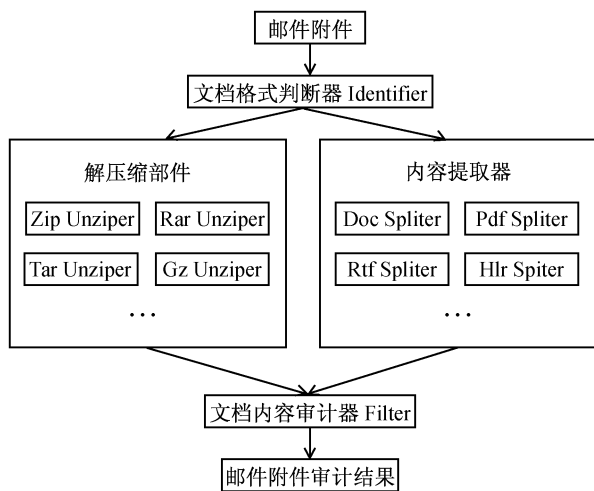 邮件附件
文档格式判断器 Identifier
解压缩部件
Zip Unziper
Rar Unziper
Tar Unziper
Gz Unziper
…
内容提取器
Doc Spliter
Pdf Spliter
Rtf Spliter
Hlr Spiter
…
文档内容审计器 Filter
邮件附件审计结果